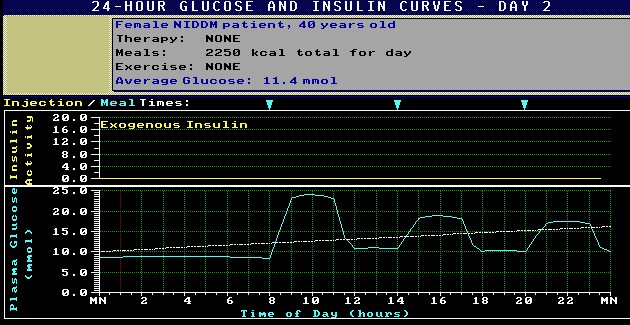 24-HOUR GLUCOSE AND INSULIN CURVES - DAY 2
Female NIDDM patient, 40 years old
Therapy: NONE
Meals: 2250 kcal total for day
Exercise: NONE
Average Glucose: 11.4 mmol
Injection / Meal Times:
Insulin Activity
20.0
16.0
12.0
8.0
4.0
0.0
Exogenous Insulin
Plasma Glucose (mmol)
25.0
20.0
15.0
10.0
5.0
0.0
MN 2 4 6 8 10 12 14 16 18 20 22 MN
Time of Day (hours)